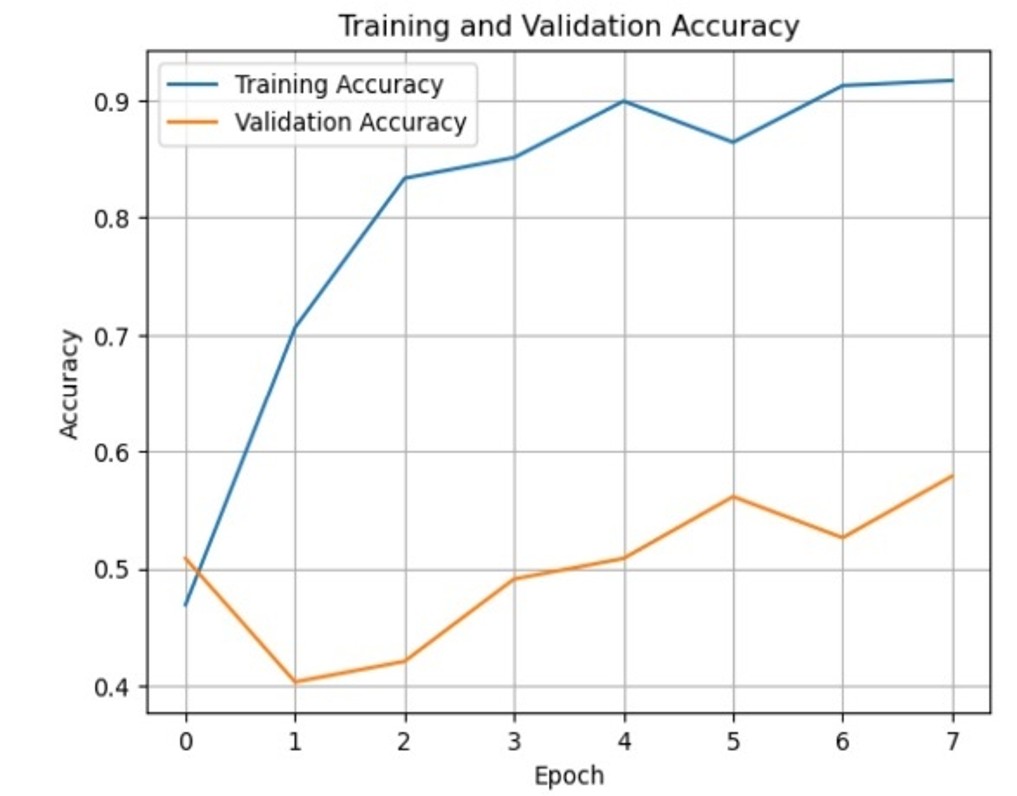 Training and Validation Accuracy
Training Accuracy
Validation Accuracy
Accuracy
0.9
0.8
0.7
0.6
0.5
0.4
0 1 2 3 4 5 6 7
Epoch